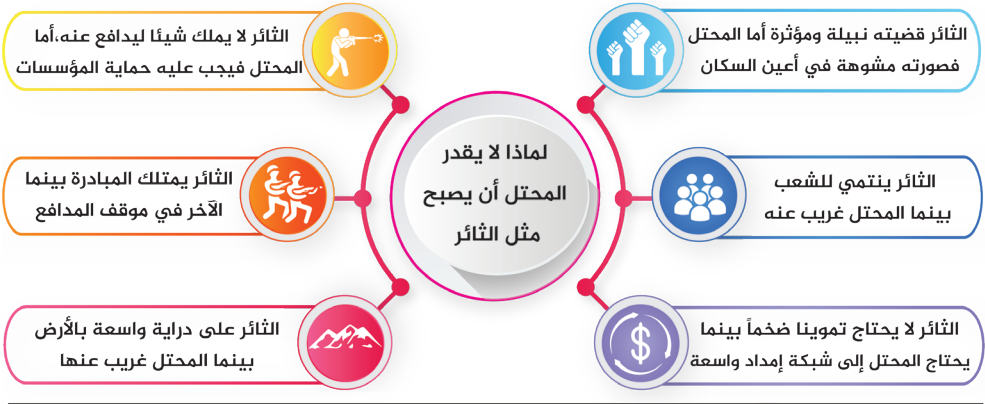 لماذا لا يقدر
المحتل أن يصبح
مثل الثائر
الثائر قضيته نبيلة ومؤثرة أما المحتل
فصورته مشوهة في أعين السكان
الثائر ينتمي للشعب
بينما المحتل غريب عنه
الثائر لا يحتاج تموينا ضخماً بينما
يحتاج المحتل إلى شبكة إمداد واسعة
الثائر لا يملك شيئا ليدافع عنه،أما
المحتل فيجب عليه حماية المؤسسات
الثائر يمتلك المبادرة بينما
الآخر في موقف المدافع
الثائر على دراية واسعة بالأرض
بينما المحتل غريب عنها
$